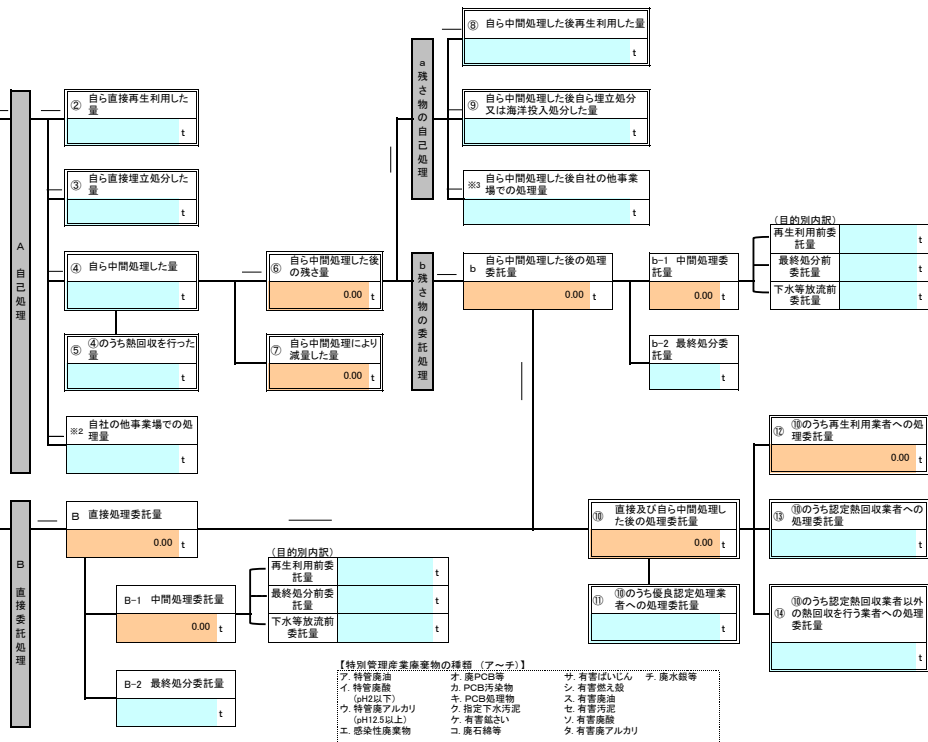 ⑧ 自ら中間処理した後再生利用した量
t
a 残さ物の自己処理
② 自ら直接再生利用した
量
t
⑨ 自ら中間処理した後自ら埋立処分
又は海洋投入処分した量
t
③ 自ら直接埋立処分した
量
t
※3 自ら中間処理した後自社の他事業
場での処理量
t
A 自己処理
④ 自ら中間処理した量
t
⑥ 自ら中間処理した後
の残さ量
0.00 t
b 残さ物の委託処理
b 自ら中間処理した後の処理
委託量
0.00 t
b-1 中間処理委
託量
0.00 t
(目的別内訳)
再生利用前委
託量
t
最終処分前
委託量
t
下水等放流前
委託量
t
⑤ ④のうち熱回収を行った
量
t
⑦ 自ら中間処理により
減量した量
0.00 t
b-2 最終処分委
託量
t
※2 自社の他事業場での処
理量
t
⑫ ⑩のうち再生利用業者への処
理委託量
0.00 t
B 直接委託処理
B 直接処理委託量
0.00 t
⑩ 直接及び自ら中間処理し
た後の処理委託量
0.00 t
⑬ ⑩のうち認定熱回収業者への
処理委託量
t
(目的別内訳)
再生利用前委
託量
t
最終処分前委
託量
t
下水等放流前
委託量
t
B-1 中間処理委託量
0.00 t
⑪ ⑩のうち優良認定処理業
者への処理委託量
t
⑭ ⑩のうち認定熱回収業者以外
の熱回収を行う業者への処理
委託量
t
B-2 最終処分委託量
t
【特別管理産業廃棄物の種類 (ア～チ)】
ア. 特管廃油 オ. 廃PCB等 サ. 有害ばいじん チ. 廃水銀等
イ. 特管廃酸 カ. PCB汚染物 シ. 有害燃え殻
(pH2以下) キ. PCB処理物 ス. 有害廃油
ウ. 特管廃アルカリ ク. 指定下水汚泥 セ. 有害汚泥
(pH12.5以上) ケ. 有害鉱さい ソ. 有害廃酸
エ. 感染性廃棄物 コ. 廃石綿等 タ. 有害廃アルカリ